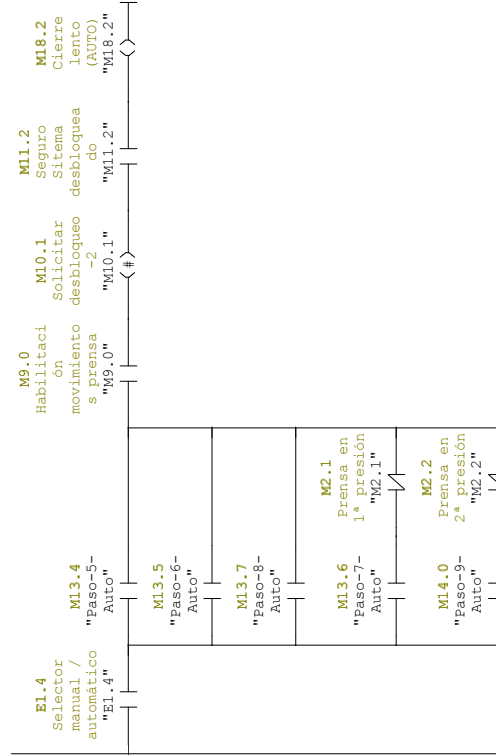 E1.4
Selector
manual /
automático
"E1.4"
M13.4
"Paso-5-
Auto"
M9.0
Habilitaci
ón
movimiento
s prensa
"M9.0"
M10.1
Solicitar
desbloqueo
-2
"M10.1"
#
M11.2
Seguro
Sitema
desbloquea
do
"M11.2"
M18.2
Cierre
lento
(AUTO)
"M18.2"
M13.5
"Paso-6-
Auto"
M13.7
"Paso-8-
Auto"
M13.6
"Paso-7-
Auto"
M2.1
Prensa en
1ª presión
"M2.1"
M14.0
"Paso-9-
Auto"
M2.2
Prensa en
2ª presión
"M2.2"